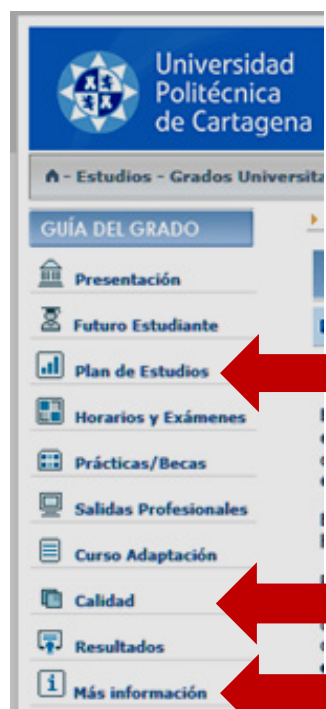 Universidad
Politécnica
de Cartagena
- Estudios - Grados
GUÍA DEL GRADO
Presentación
Futuro Estudiante
Plan de Estudios
Horarios y Exámenes
Prácticas/Becas
Salidas Profesionales
Curso Adaptación
Calidad
Resultados
Más información